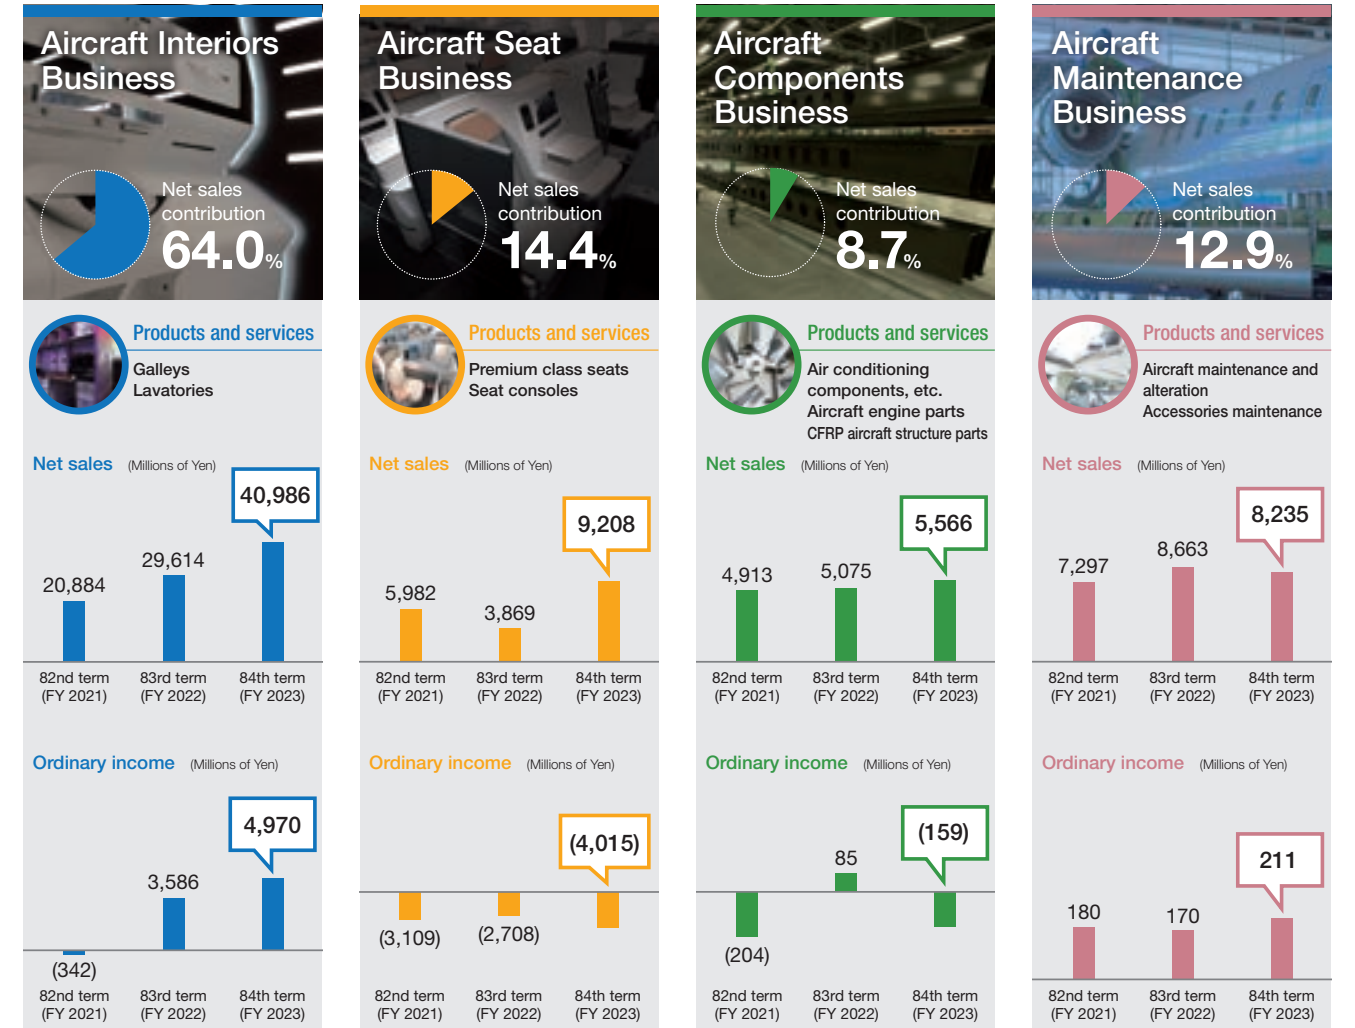 Aircraft Interiors
Business
Net sales
contribution
64.0%
Products and services
Galleys
Lavatories
Net sales (Millions of Yen)
40,986
29,614
20,884
82nd term 83rd term 84th term
(FY 2021) (FY 2022) (FY 2023)
Ordinary income (Millions of Yen)
4,970
3,586
(342)
82nd term 83rd term 84th term
(FY 2021) (FY 2022) (FY 2023)
Aircraft Seat
Business
Net sales
contribution
14.4%
Products and services
Premium class seats
Seat consoles
Net sales (Millions of Yen)
9,208
5,982
3,869
82nd term 83rd term 84th term
(FY 2021) (FY 2022) (FY 2023)
Ordinary income (Millions of Yen)
(4,015)
(3,109) (2,708)
82nd term 83rd term 84th term
(FY 2021) (FY 2022) (FY 2023)
Aircraft
Components
Business
Net sales
contribution
8.7%
Products and services
Air conditioning
components, etc.
Aircraft engine parts
CFRP aircraft structure parts
Net sales (Millions of Yen)
5,566
4,913 5,075
82nd term 83rd term 84th term
(FY 2021) (FY 2022) (FY 2023)
Ordinary income (Millions of Yen)
(159)
85
(204)
82nd term 83rd term 84th term
(FY 2021) (FY 2022) (FY 2023)
Aircraft
Maintenance
Business
Net sales
contribution
12.9%
Products and services
Aircraft maintenance and
alteration
Accessories maintenance
Net sales (Millions of Yen)
8,235
7,297 8,663
82nd term 83rd term 84th term
(FY 2021) (FY 2022) (FY 2023)
Ordinary income (Millions of Yen)
211
180 170
82nd term 83rd term 84th term
(FY 2021) (FY 2022) (FY 2023)